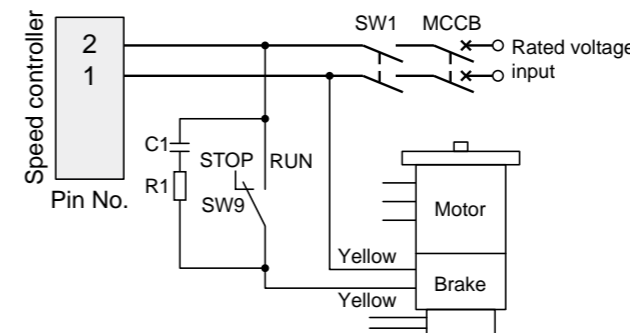 SW1 MCCB
Speed controller
2
1
Rated voltage
input
C1
R1
STOP RUN
SW9
Pin No.
Motor
Yellow
Brake
Yellow